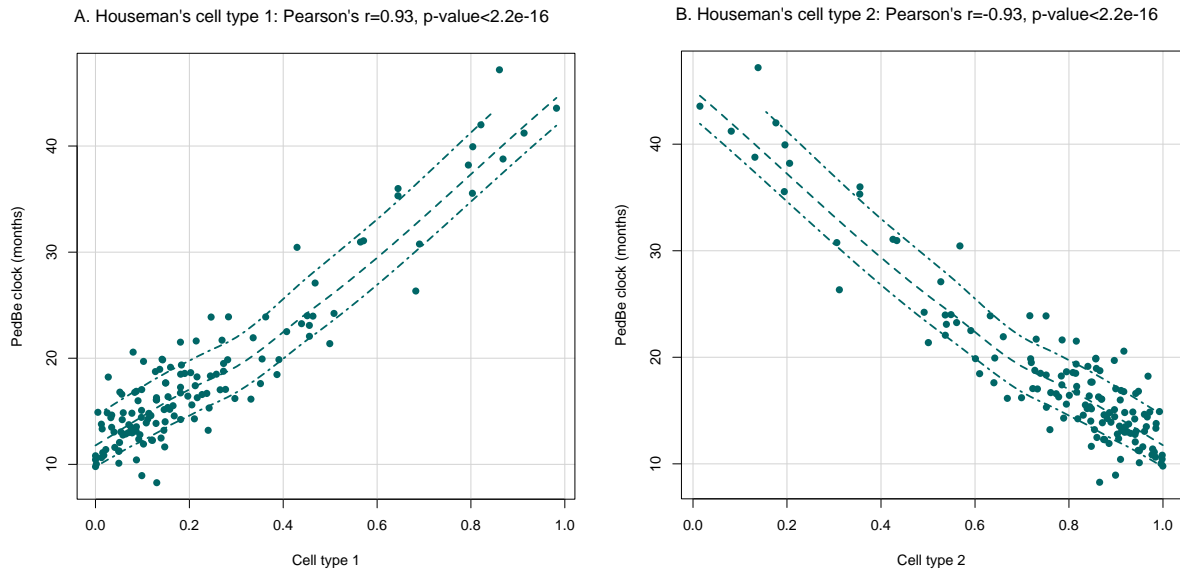 A. Houseman's cell type 1: Pearson's r=0.93, p-value<2.2e-16
PedBe clock (months)
40
30
20
10
0.0 0.2 0.4 0.6 0.8 1.0
Cell type 1
B. Houseman's cell type 2: Pearson's r=-0.93, p-value<2.2e-16
PedBe clock (months)
40
30
20
10
0.0 0.2 0.4 0.6 0.8 1.0
Cell type 2